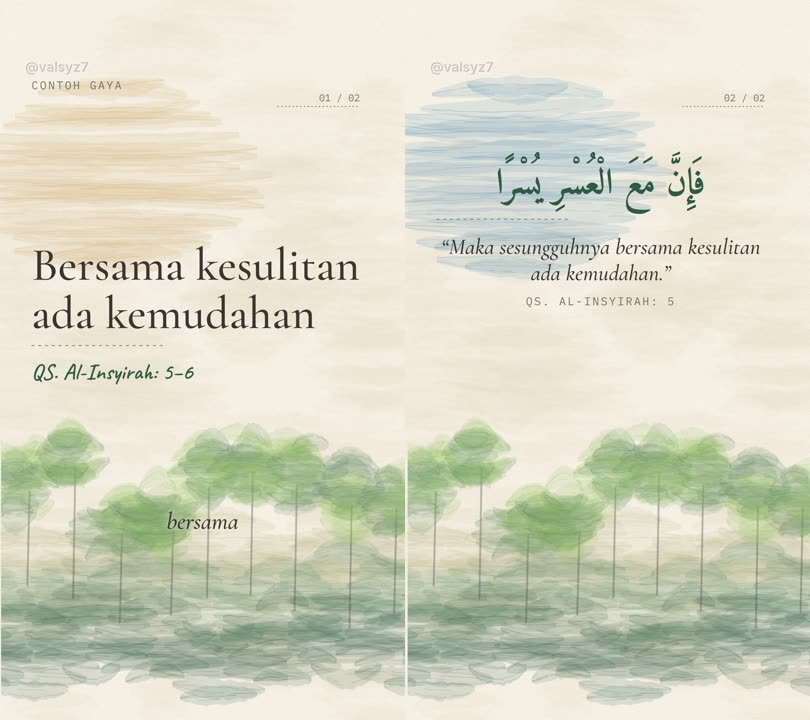 @valsyz7
CONTOH GAYA
01 / 02
Bersama kesulitan
ada kemudahan
QS. Al-Insyirah: 5–6
bersama
@valsyz7
02 / 02
فَإِنَّ مَعَ الْعُسْرِ يُسْرًا
“Maka sesungguhnya bersama kesulitan
ada kemudahan.”
QS. AL-INSYIRAH: 5